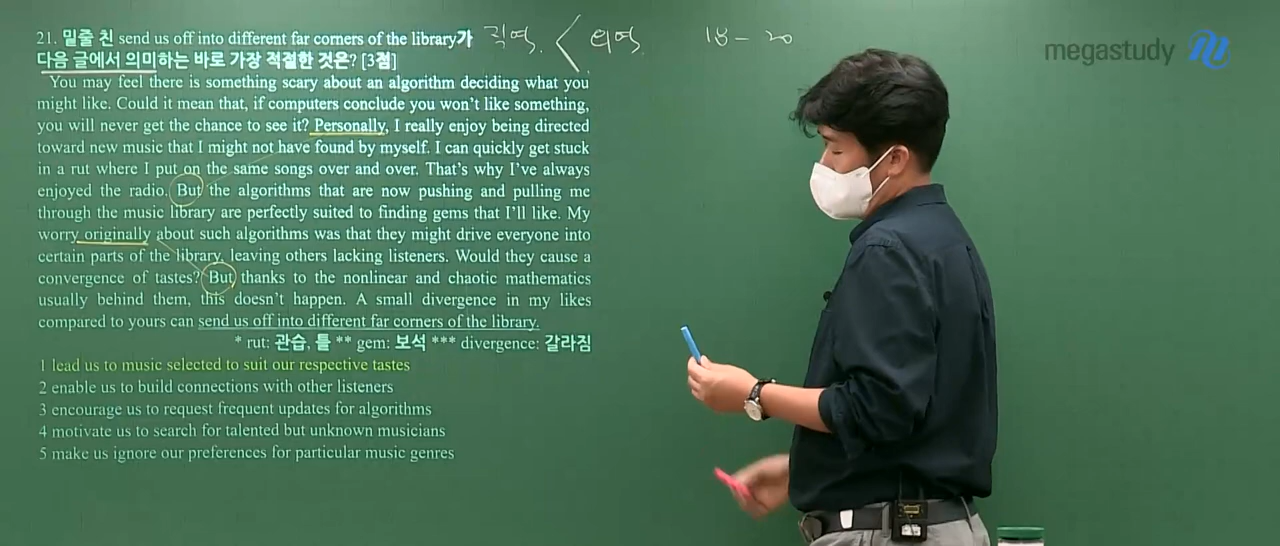 21. 밑줄 친 send us off into different far corners of the library가
다음 글에서 의미하는 바로 가장 적절한 것은? [3점]
직역. < 의역. 18-20
megastudy
You may feel there is something scary about an algorithm deciding what you
might like. Could it mean that, if computers conclude you won't like something,
you will never get the chance to see it? Personally, I really enjoy being directed
toward new music that I might not have found by myself. I can quickly get stuck
in a rut where I put on the same songs over and over. That's why I've always
enjoyed the radio. But the algorithms that are now pushing and pulling me
through the music library are perfectly suited to finding gems that I'll like. My
worry originally about such algorithms was that they might drive everyone into
certain parts of the library, leaving others lacking listeners. Would they cause a
convergence of tastes? But thanks to the nonlinear and chaotic mathematics
usually behind them, this doesn't happen. A small divergence in my likes
compared to yours can send us off into different far corners of the library.
* rut: 관습, 틀 ** gem: 보석 *** divergence: 갈라짐
1 lead us to music selected to suit our respective tastes
2 enable us to build connections with other listeners
3 encourage us to request frequent updates for algorithms
4 motivate us to search for talented but unknown musicians
5 make us ignore our preferences for particular music genres